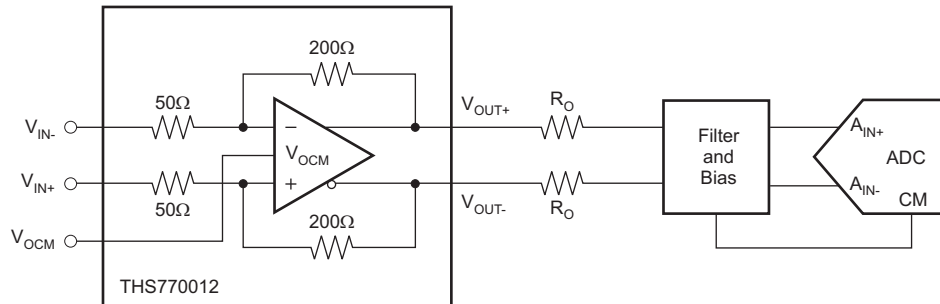 200Ω
50Ω
V_OUT+
R_O
V_IN-
−
Filter
and
Bias
A_IN+
V_OCM
ADC
V_IN+
+
A_IN-
50Ω
V_OUT-
R_O
CM
200Ω
V_OCM
THS770012